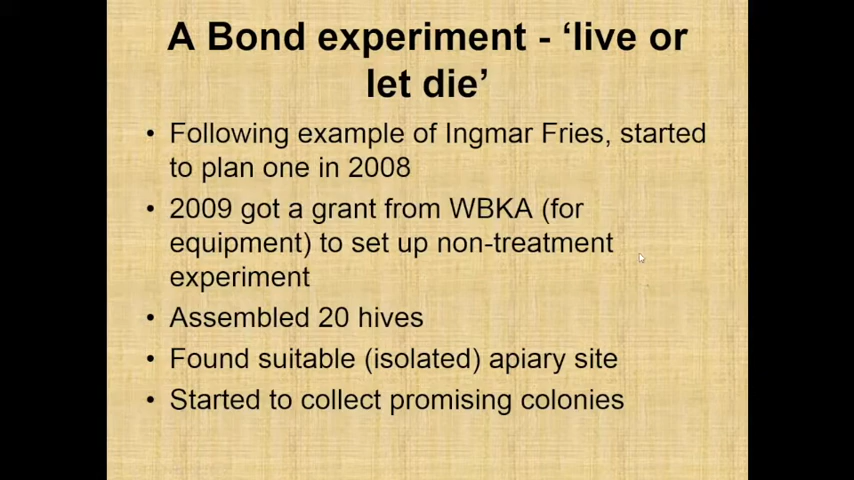 A Bond experiment - ‘live or
let die’
• Following example of Ingmar Fries, started
to plan one in 2008
• 2009 got a grant from WBKA (for
equipment) to set up non-treatment
experiment
• Assembled 20 hives
• Found suitable (isolated) apiary site
• Started to collect promising colonies